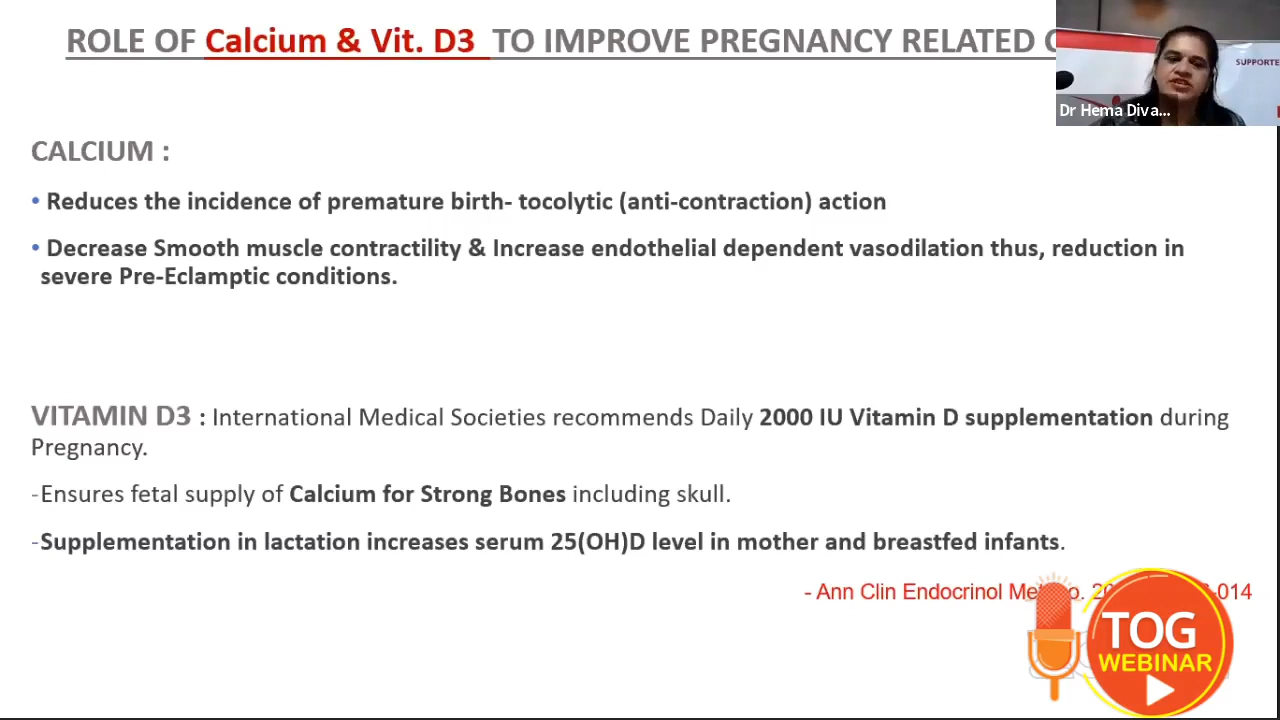 ROLE OF Calcium & Vit. D3 TO IMPROVE PREGNANCY RELATED
SUPPORTE
Dr Hema Diva...
CALCIUM :
• Reduces the incidence of premature birth- tocolytic (anti-contraction) action
• Decrease Smooth muscle contractility & Increase endothelial dependent vasodilation thus, reduction in
severe Pre-Eclamptic conditions.
VITAMIN D3 : International Medical Societies recommends Daily 2000 IU Vitamin D supplementation during
Pregnancy.
-Ensures fetal supply of Calcium for Strong Bones including skull.
-Supplementation in lactation increases serum 25(OH)D level in mother and breastfed infants.
- Ann Clin Endocrinol
-014
TOG
WEBINAR